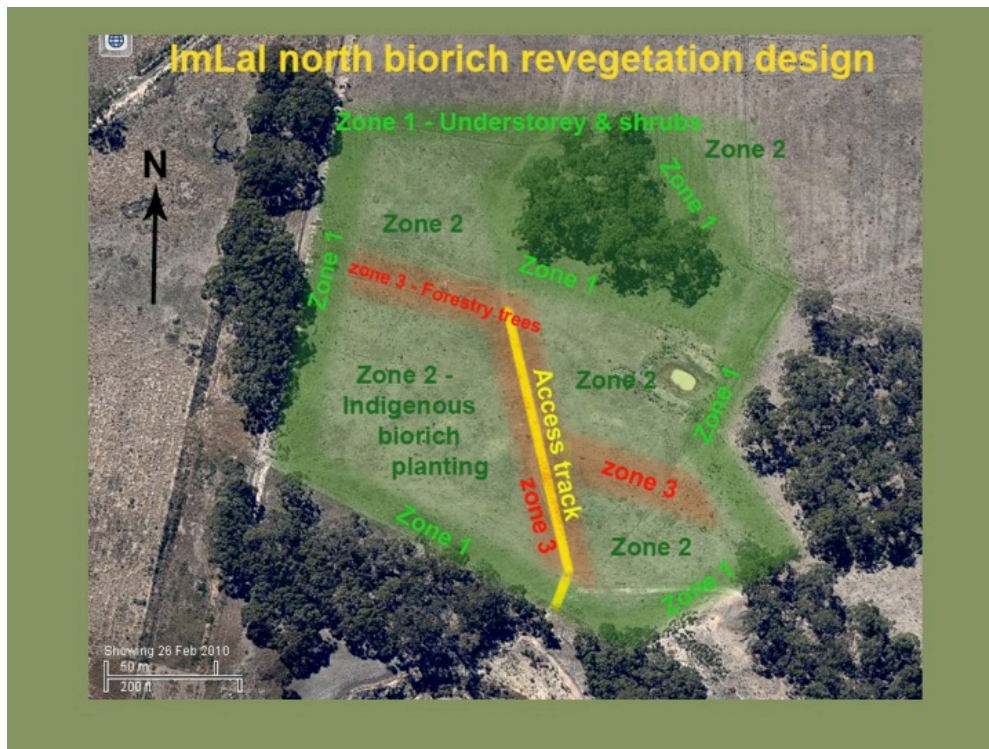 ImLal north biorich revegetation design
Zone 1 - Understorey & shrubs
Zone 2
N
Zone 1
Zone 2
Zone 1
Zone 1
zone 3 - Forestry trees
Zone 2 -
Indigenous
biorich
planting
Access track
Zone 2
Zone 1
zone 3
zone 3
Zone 1
Zone 2
Zone 1
Showing 26 Feb 2010
50 m
200 ft